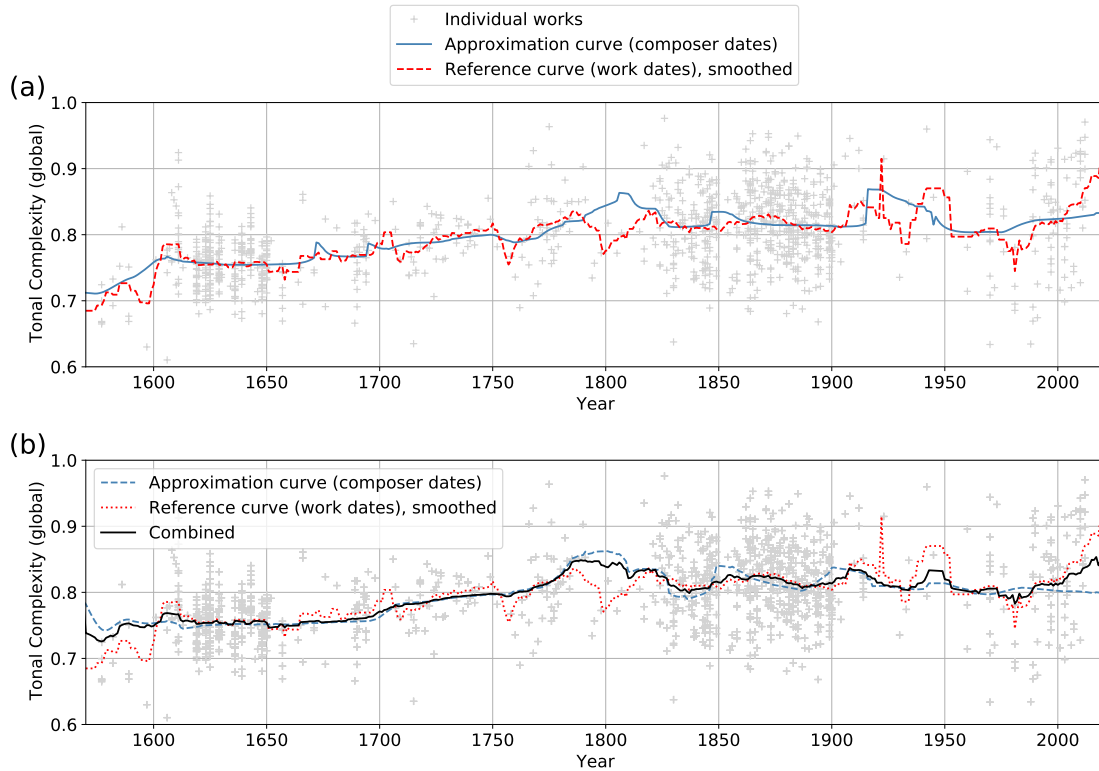 Individual works
Approximation curve (composer dates)
Reference curve (work dates), smoothed
(a)
1.0
0.9
0.8
0.7
0.6
Tonal Complexity (global)
1600 1650 1700 1750 1800 1850 1900 1950 2000
Year
(b)
Approximation curve (composer dates)
Reference curve (work dates), smoothed
Combined
1.0
0.9
0.8
0.7
0.6
Tonal Complexity (global)
1600 1650 1700 1750 1800 1850 1900 1950 2000
Year